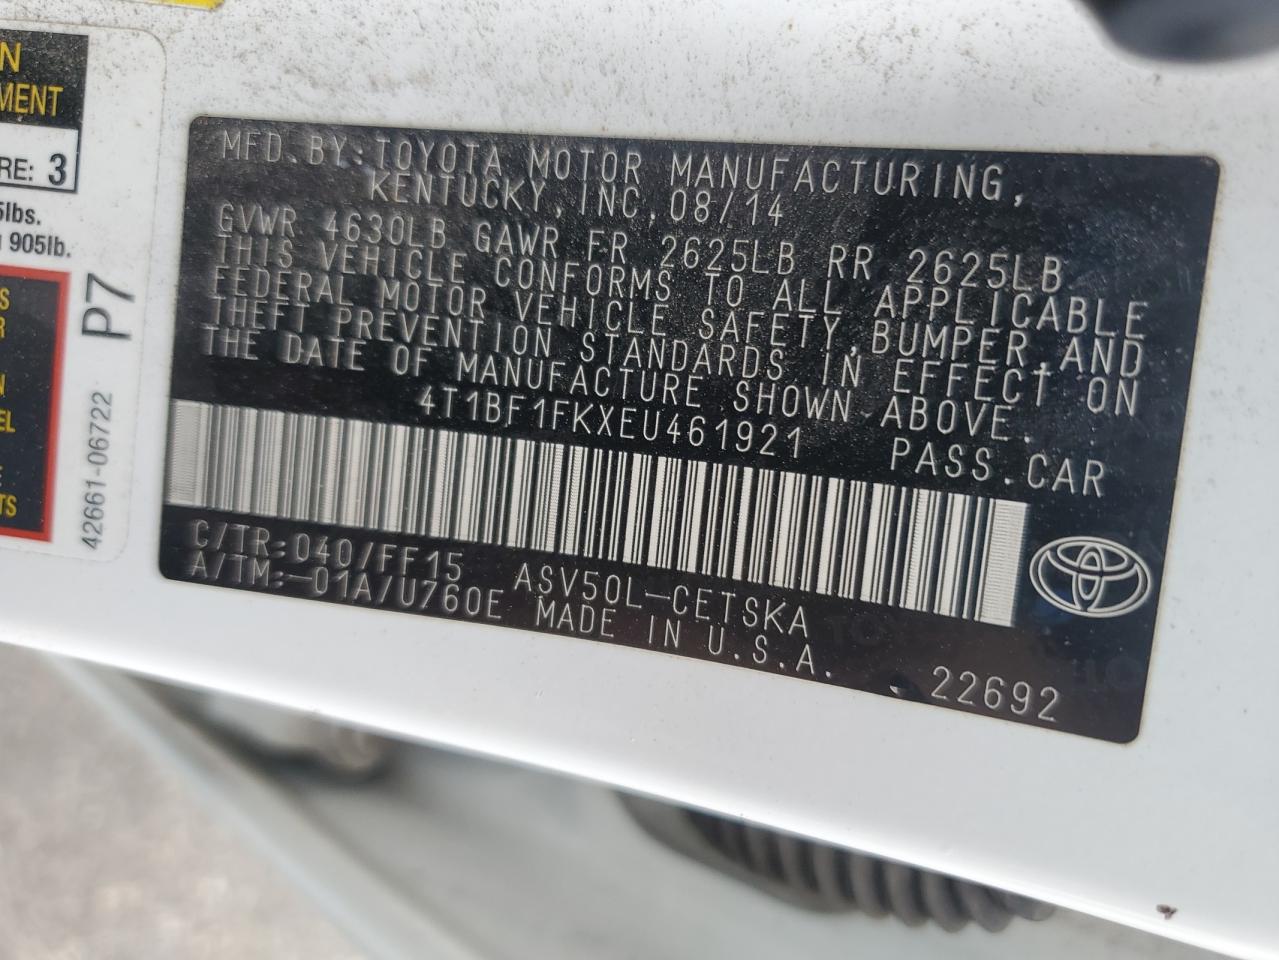 N
MENT
RE: 3
5lbs.
905lb.
P7
42661-06722
S
R
N
EL
E
TS
MFD.BY:TOYOTA MOTOR MANUFACTURING,
KENTUCKY, INC. 08/14
GVWR 4630LB GAWR FR 2625LB RR 2625LB
THIS VEHICLE CONFORMS TO ALL APPLICABLE
FEDERAL MOTOR VEHICLE SAFETY,BUMPER,AND
THEFT PREVENTION STANDARDS IN EFFECT ON
THE DATE OF MANUFACTURE SHOWN ABOVE.
4T1BF1FKXEU461921 PASS.CAR
C/TR:040/FF15 ASV50L-CETSKA
A/TM:-01A/U760E MADE IN U.S.A. 22692